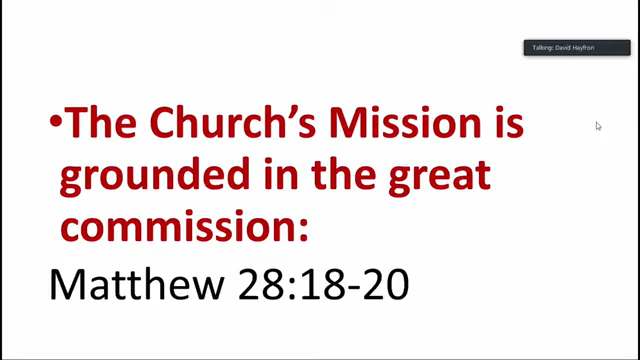 Talking: David Hayfron
•The Church's Mission is
grounded in the great
commission:
Matthew 28:18-20